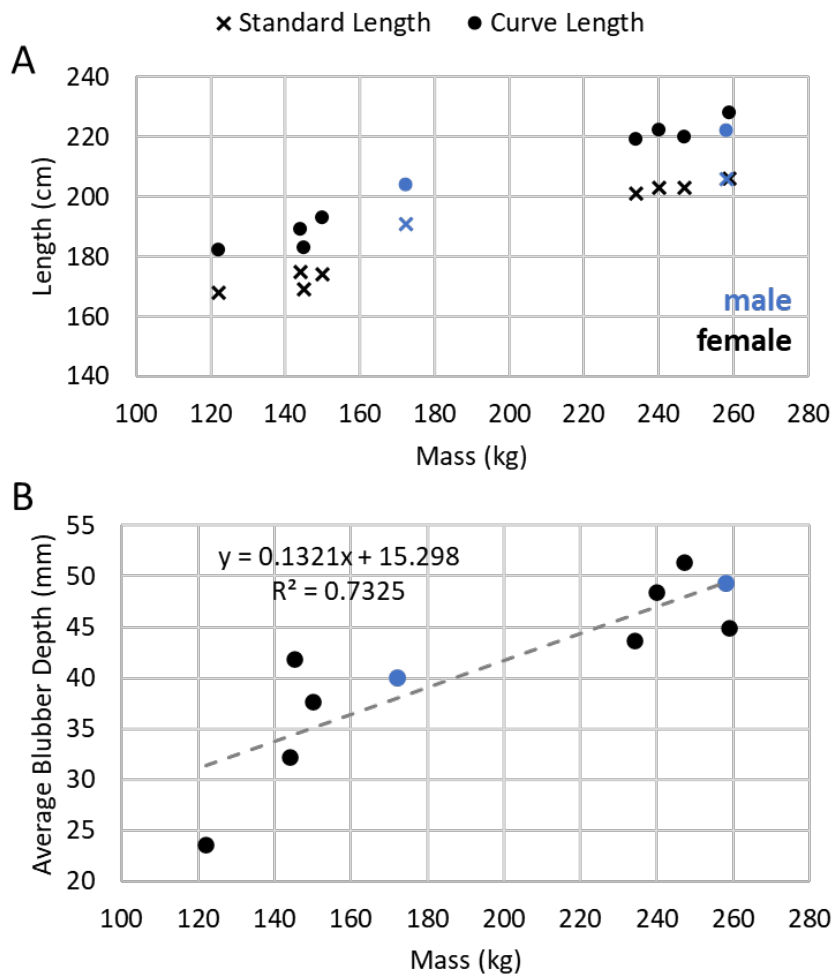 × Standard Length ● Curve Length
A
240
220
200
180
160
140
Length (cm)
male
female
100 120 140 160 180 200 220 240 260 280
Mass (kg)
B
55
50
45
40
35
30
25
20
Average Blubber Depth (mm)
y = 0.1321x + 15.298
R² = 0.7325
100 120 140 160 180 200 220 240 260 280
Mass (kg)